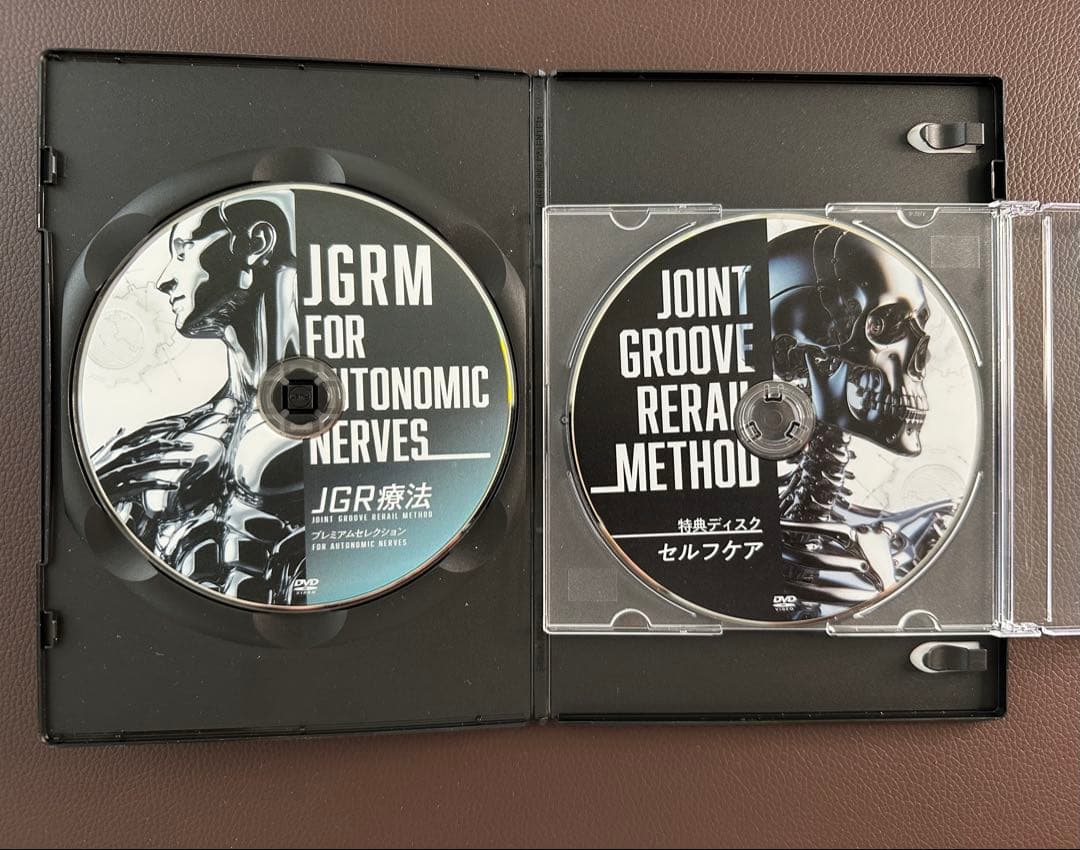 JGRM
FOR
AUTONOMIC
NERVES
JGR療法
JOINT GROOVE RERAIL METHOD
プレミアムセレクション
FOR AUTONOMIC NERVES
DVD
VIDEO
JOINT
GROOVE
RERAIL
METHOD
特典ディスク
セルフケア
DVD
VIDEO